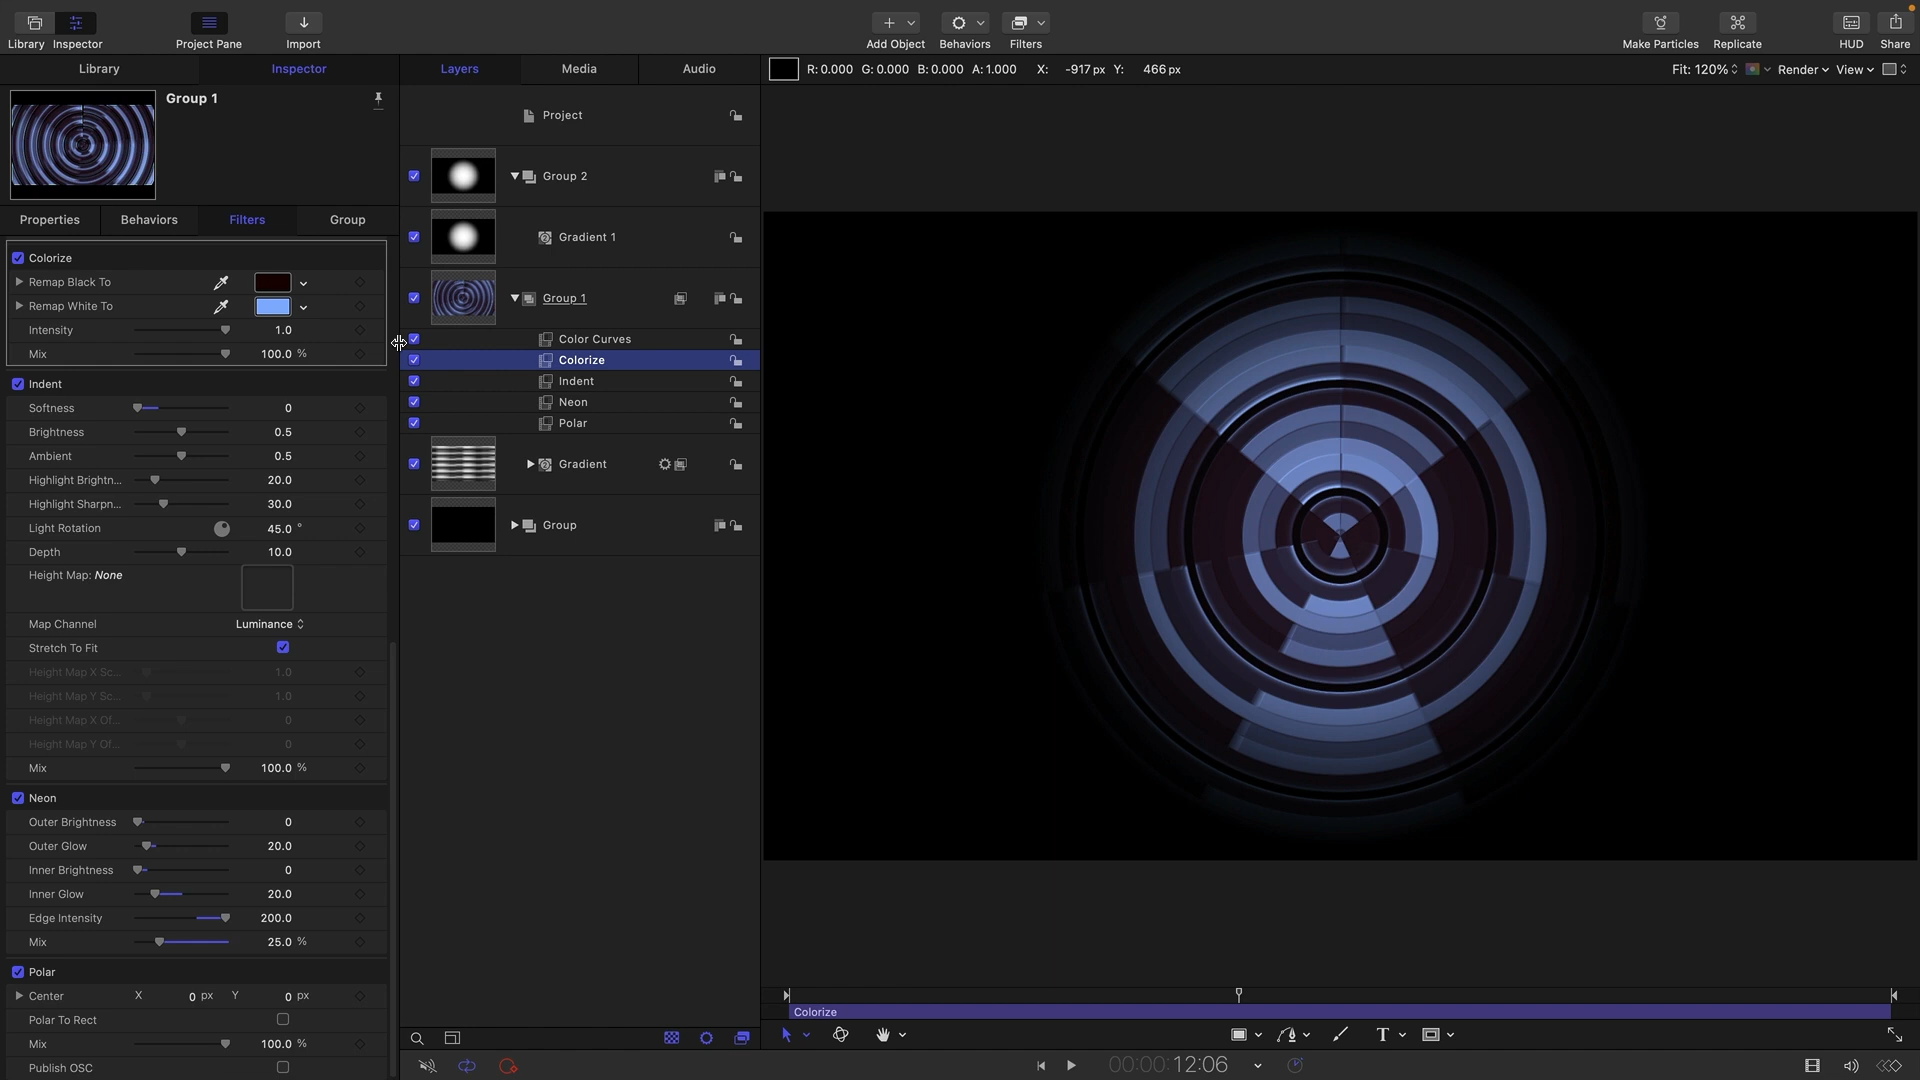 Library Inspector Project Pane Import Add Object Behaviors Filters Make Particles Replicate HUD Share
Library Inspector Layers Media Audio R: 0.000 G: 0.000 B: 0.000 A: 1.000 X: -917 px Y: 466 px Fit: 120% Render View
Group 1
Properties Behaviors Filters Group
Colorize
Remap Black To
Remap White To
Intensity 1.0
Mix 100.0 %
Indent
Softness 0
Brightness 0.5
Ambient 0.5
Highlight Brightn... 20.0
Highlight Sharpn... 30.0
Light Rotation 45.0 °
Depth 10.0
Height Map: None
Map Channel Luminance
Stretch To Fit
Height Map X Sc... 1.0
Height Map Y Sc... 1.0
Height Map X Of... 0
Height Map Y Of... 0
Mix 100.0 %
Neon
Outer Brightness 0
Outer Glow 20.0
Inner Brightness 0
Inner Glow 20.0
Edge Intensity 200.0
Mix 25.0 %
Polar
Center X 0 px Y 0 px
Polar To Rect
Mix 100.0 %
Publish OSC
Project
Group 2
Gradient 1
Group 1
Color Curves
Colorize
Indent
Neon
Polar
Gradient
Group
Colorize
T
00:00:12:06